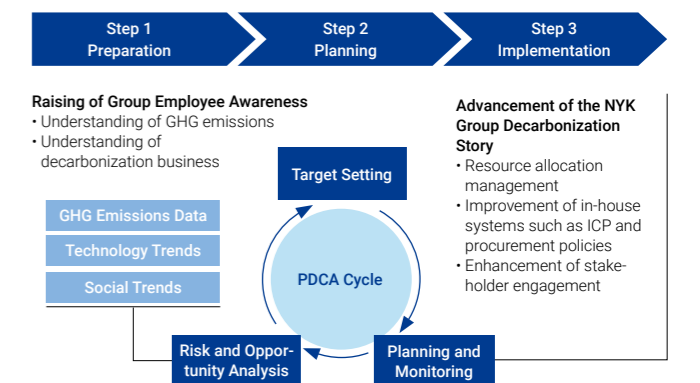 Step 1
Preparation
Step 2
Planning
Step 3
Implementation
Raising of Group Employee Awareness
• Understanding of GHG emissions
• Understanding of
decarbonization business
GHG Emissions Data
Technology Trends
Social Trends
Target Setting
PDCA Cycle
Risk and Oppor-
tunity Analysis
Planning and
Monitoring
Advancement of the NYK
Group Decarbonization
Story
• Resource allocation
management
• Improvement of in-house
systems such as ICP and
procurement policies
• Enhancement of stake-
holder engagement